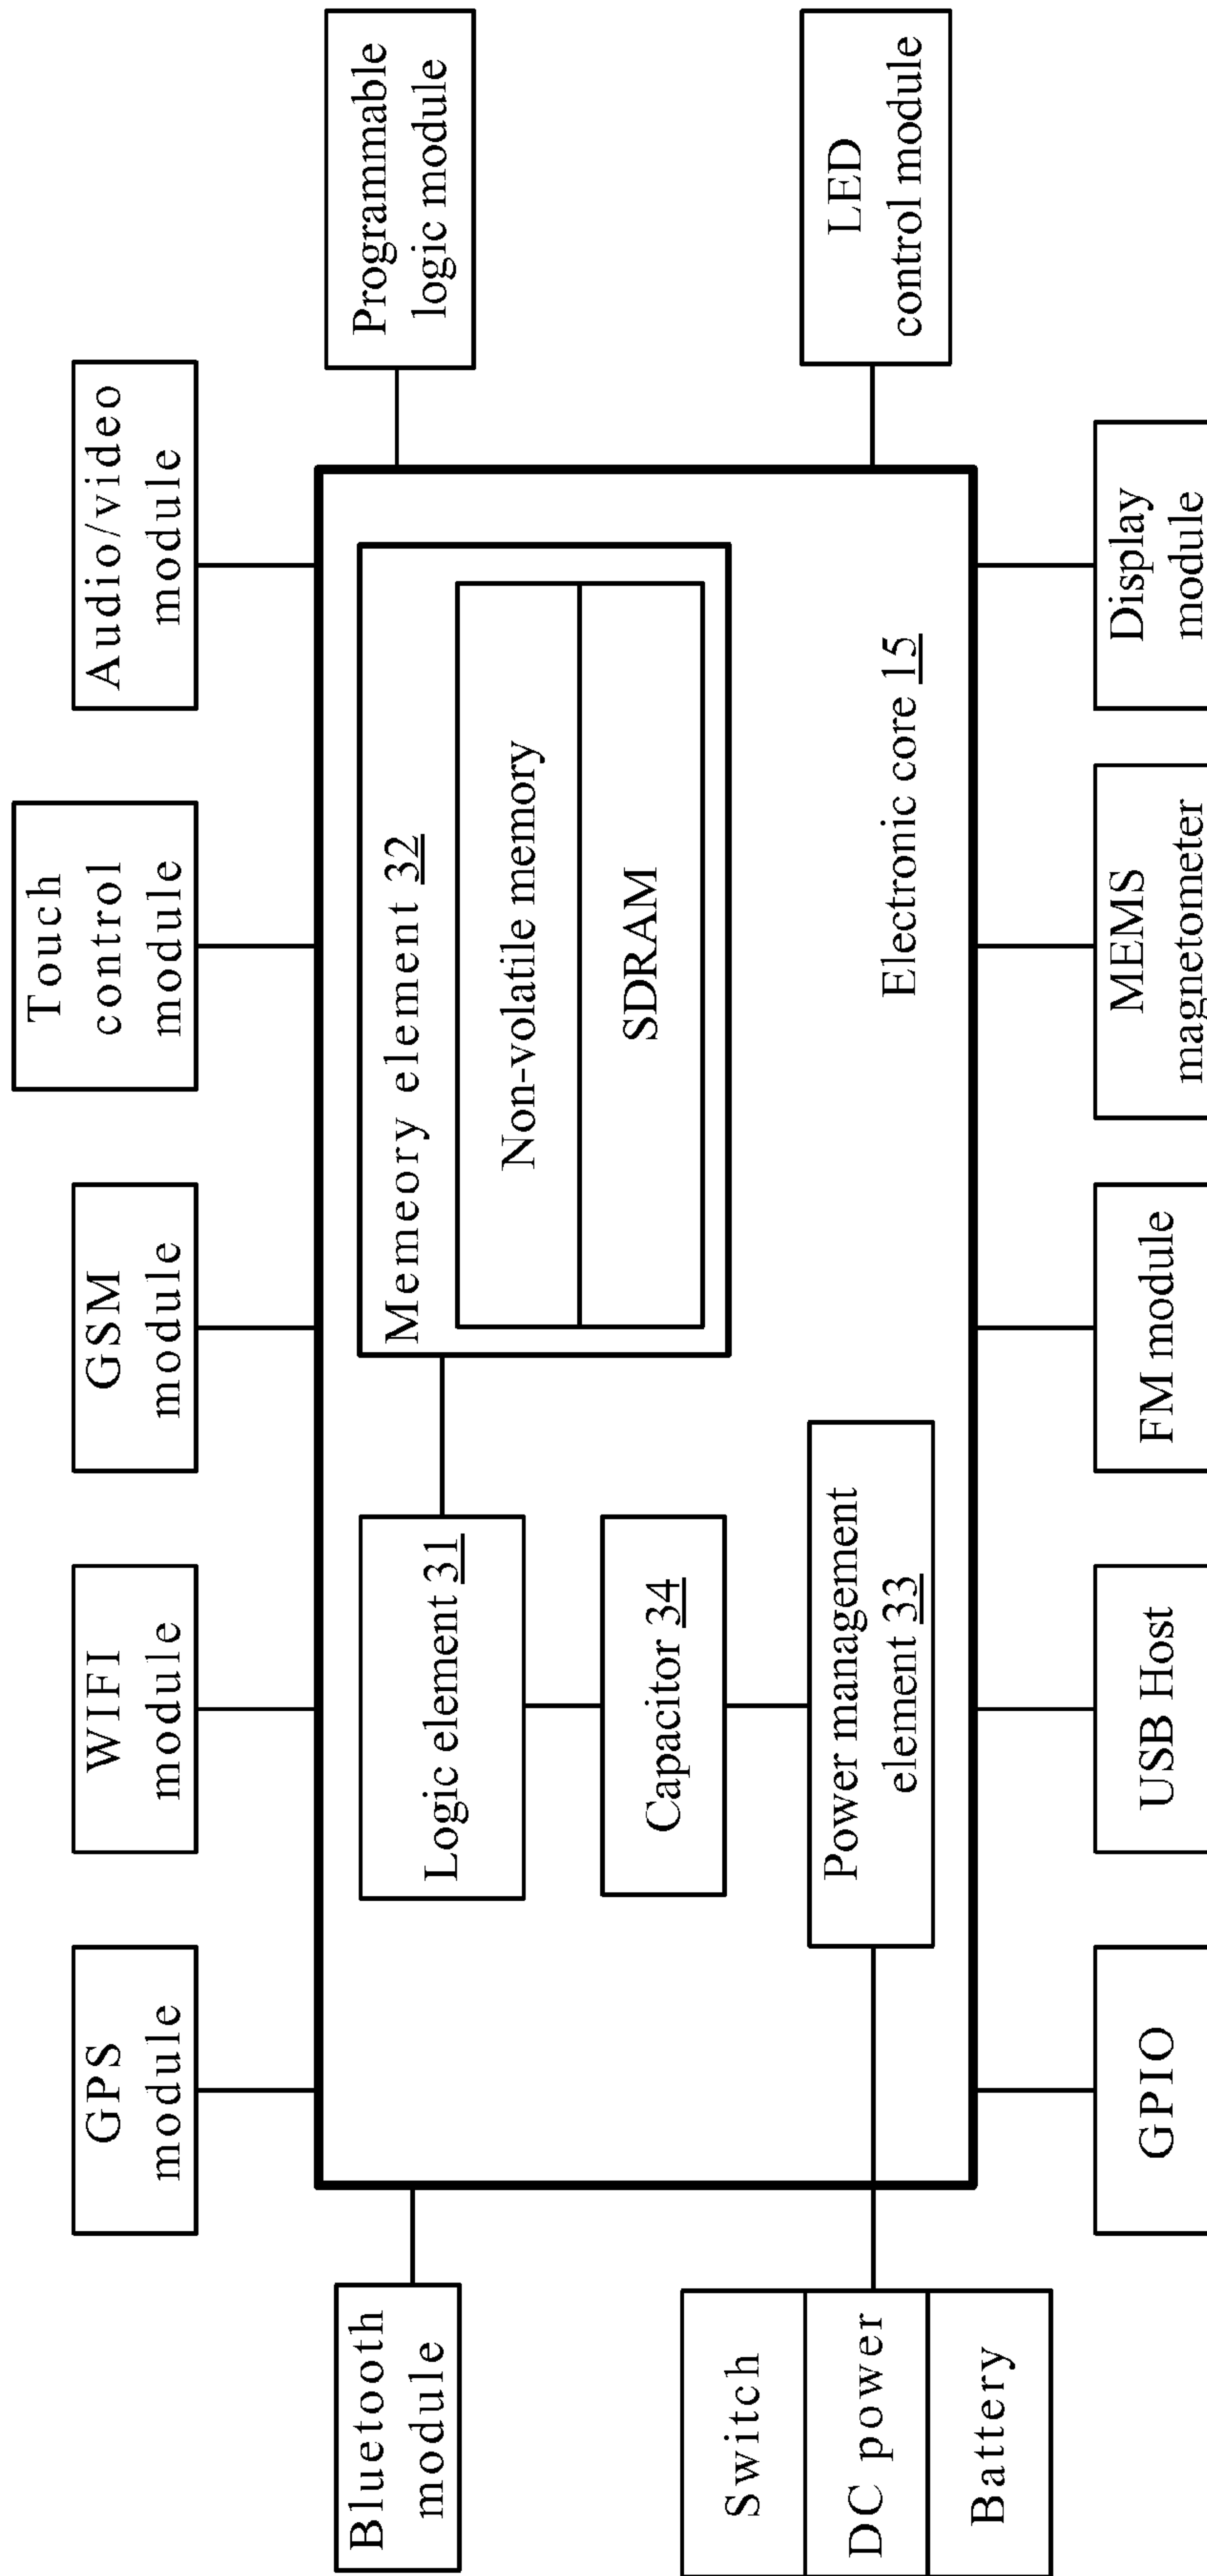 GPS
module
WIFI
module
GSM
module
Touch
control
module
Audio/video
module
Bluetooth
module
Programmable
logic module
Logic element 31
Memeory element 32
Non-volatile memory
SDRAM
Capacitor 34
Power management
element 33
Electronic core 15
Switch
DC power
Battery
LED
control module
GPIO
USB Host
FM module
MEMS
magnetometer
Display
module